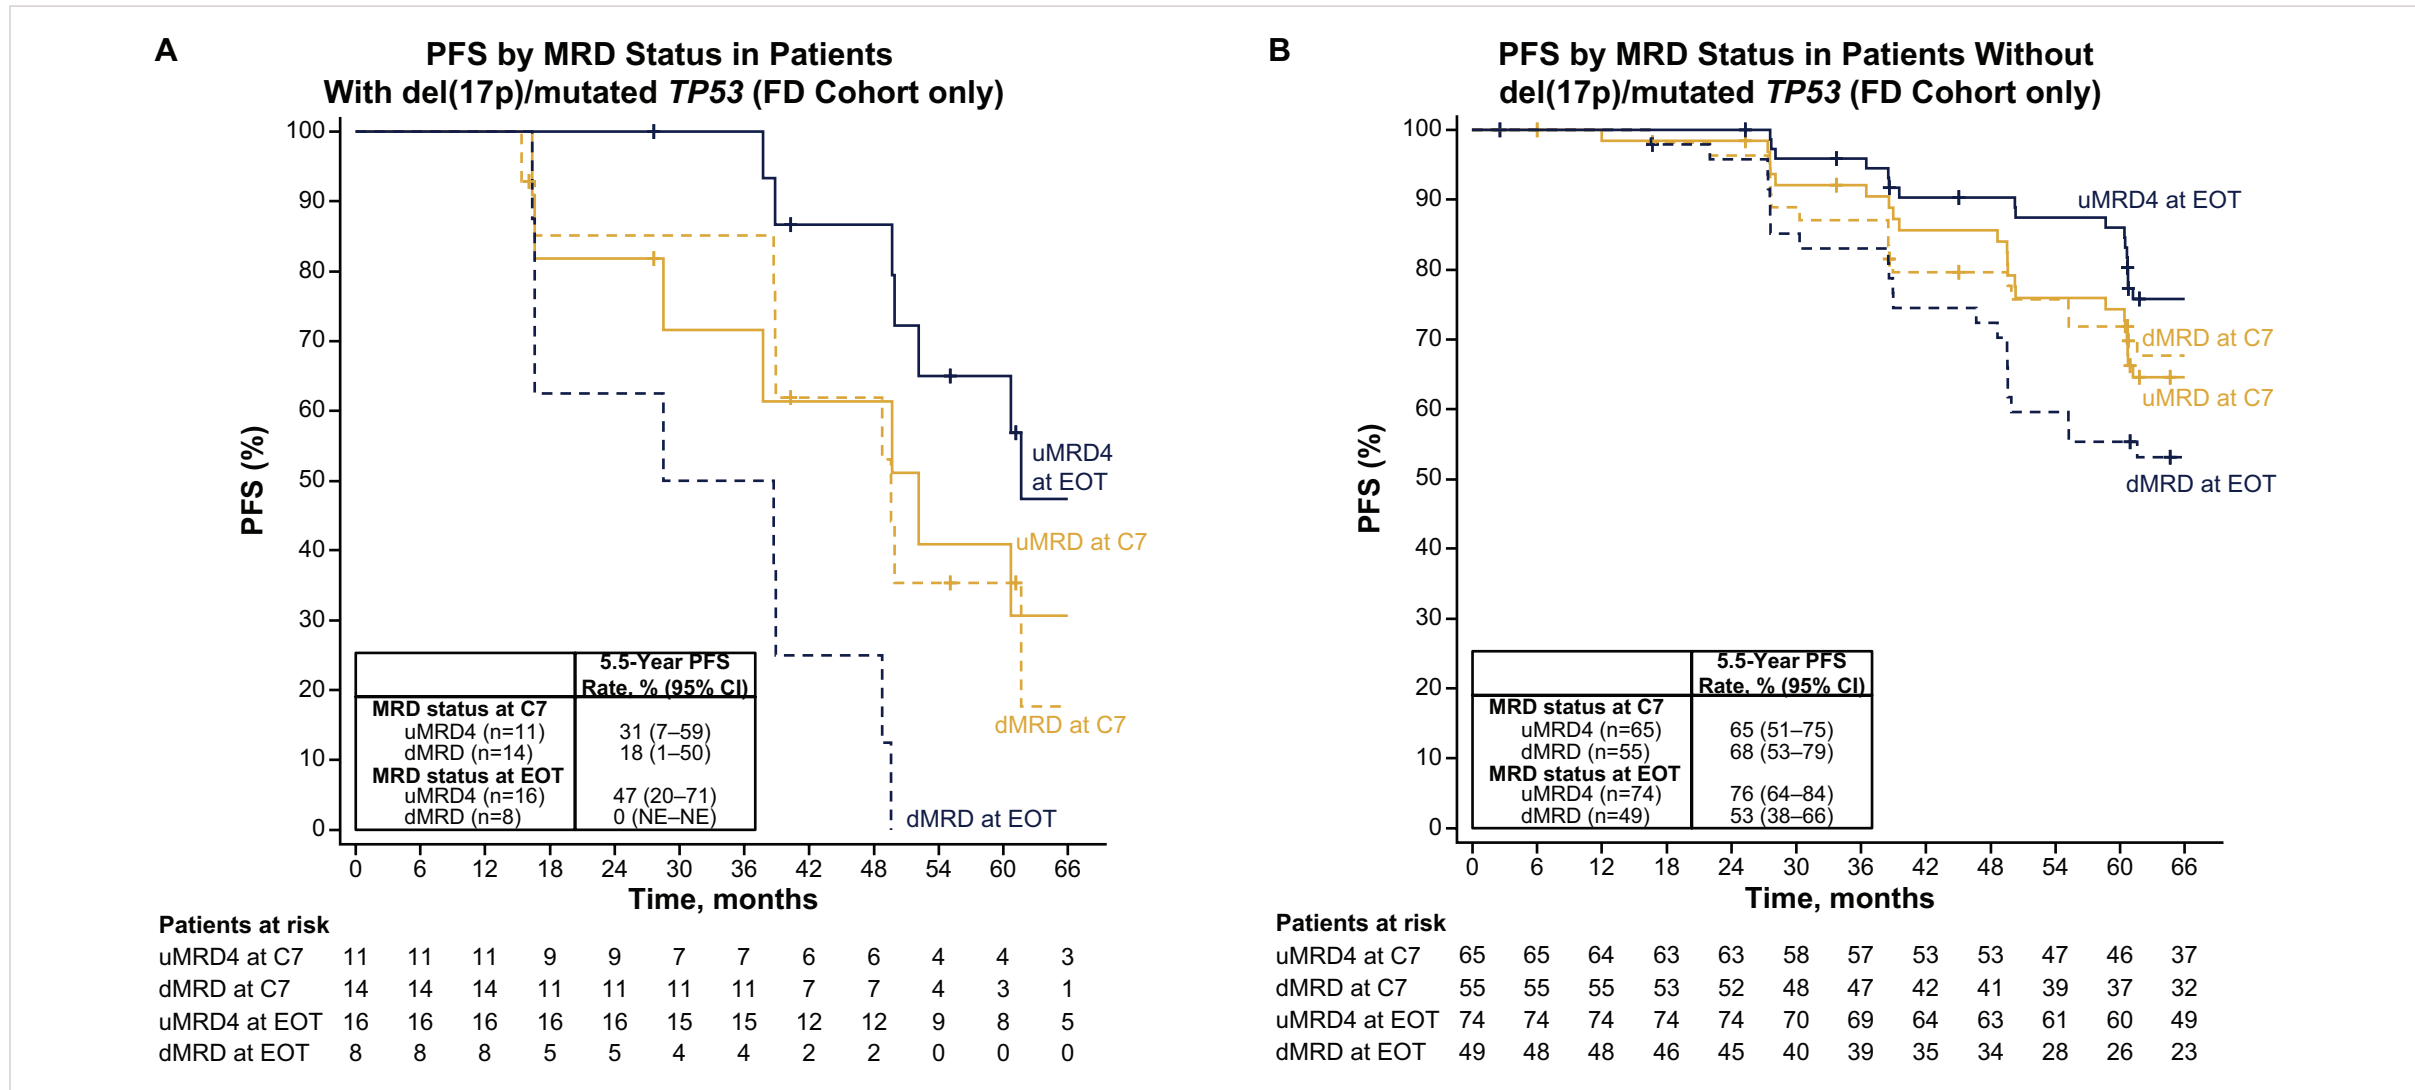 A
PFS by MRD Status in Patients
With del(17p)/mutated TP53 (FD Cohort only)
100
90
80
70
60
50
40
30
20
10
0
PFS (%)
uMRD4
at EOT
uMRD at C7
dMRD at C7
dMRD at EOT
5.5-Year PFS
Rate, % (95% CI)
MRD status at C7
uMRD4 (n=11) 31 (7–59)
dMRD (n=14) 18 (1–50)
MRD status at EOT
uMRD4 (n=16) 47 (20–71)
dMRD (n=8) 0 (NE–NE)
0 6 12 18 24 30 36 42 48 54 60 66
Time, months
Patients at risk
uMRD4 at C7 11 11 11 9 9 7 7 6 6 4 4 3
dMRD at C7 14 14 14 11 11 11 11 7 7 4 3 1
uMRD4 at EOT 16 16 16 16 16 15 15 12 12 9 8 5
dMRD at EOT 8 8 8 5 5 4 4 2 2 0 0 0
B
PFS by MRD Status in Patients Without
del(17p)/mutated TP53 (FD Cohort only)
100
90
80
70
60
50
40
30
20
10
0
PFS (%)
uMRD4 at EOT
dMRD at C7
uMRD at C7
dMRD at EOT
5.5-Year PFS
Rate, % (95% CI)
MRD status at C7
uMRD4 (n=65) 65 (51–75)
dMRD (n=55) 68 (53–79)
MRD status at EOT
uMRD4 (n=74) 76 (64–84)
dMRD (n=49) 53 (38–66)
0 6 12 18 24 30 36 42 48 54 60 66
Time, months
Patients at risk
uMRD4 at C7 65 65 64 63 63 58 57 53 53 47 46 37
dMRD at C7 55 55 55 53 52 48 47 42 41 39 37 32
uMRD4 at EOT 74 74 74 74 74 70 69 64 63 61 60 49
dMRD at EOT 49 48 48 46 45 40 39 35 34 28 26 23